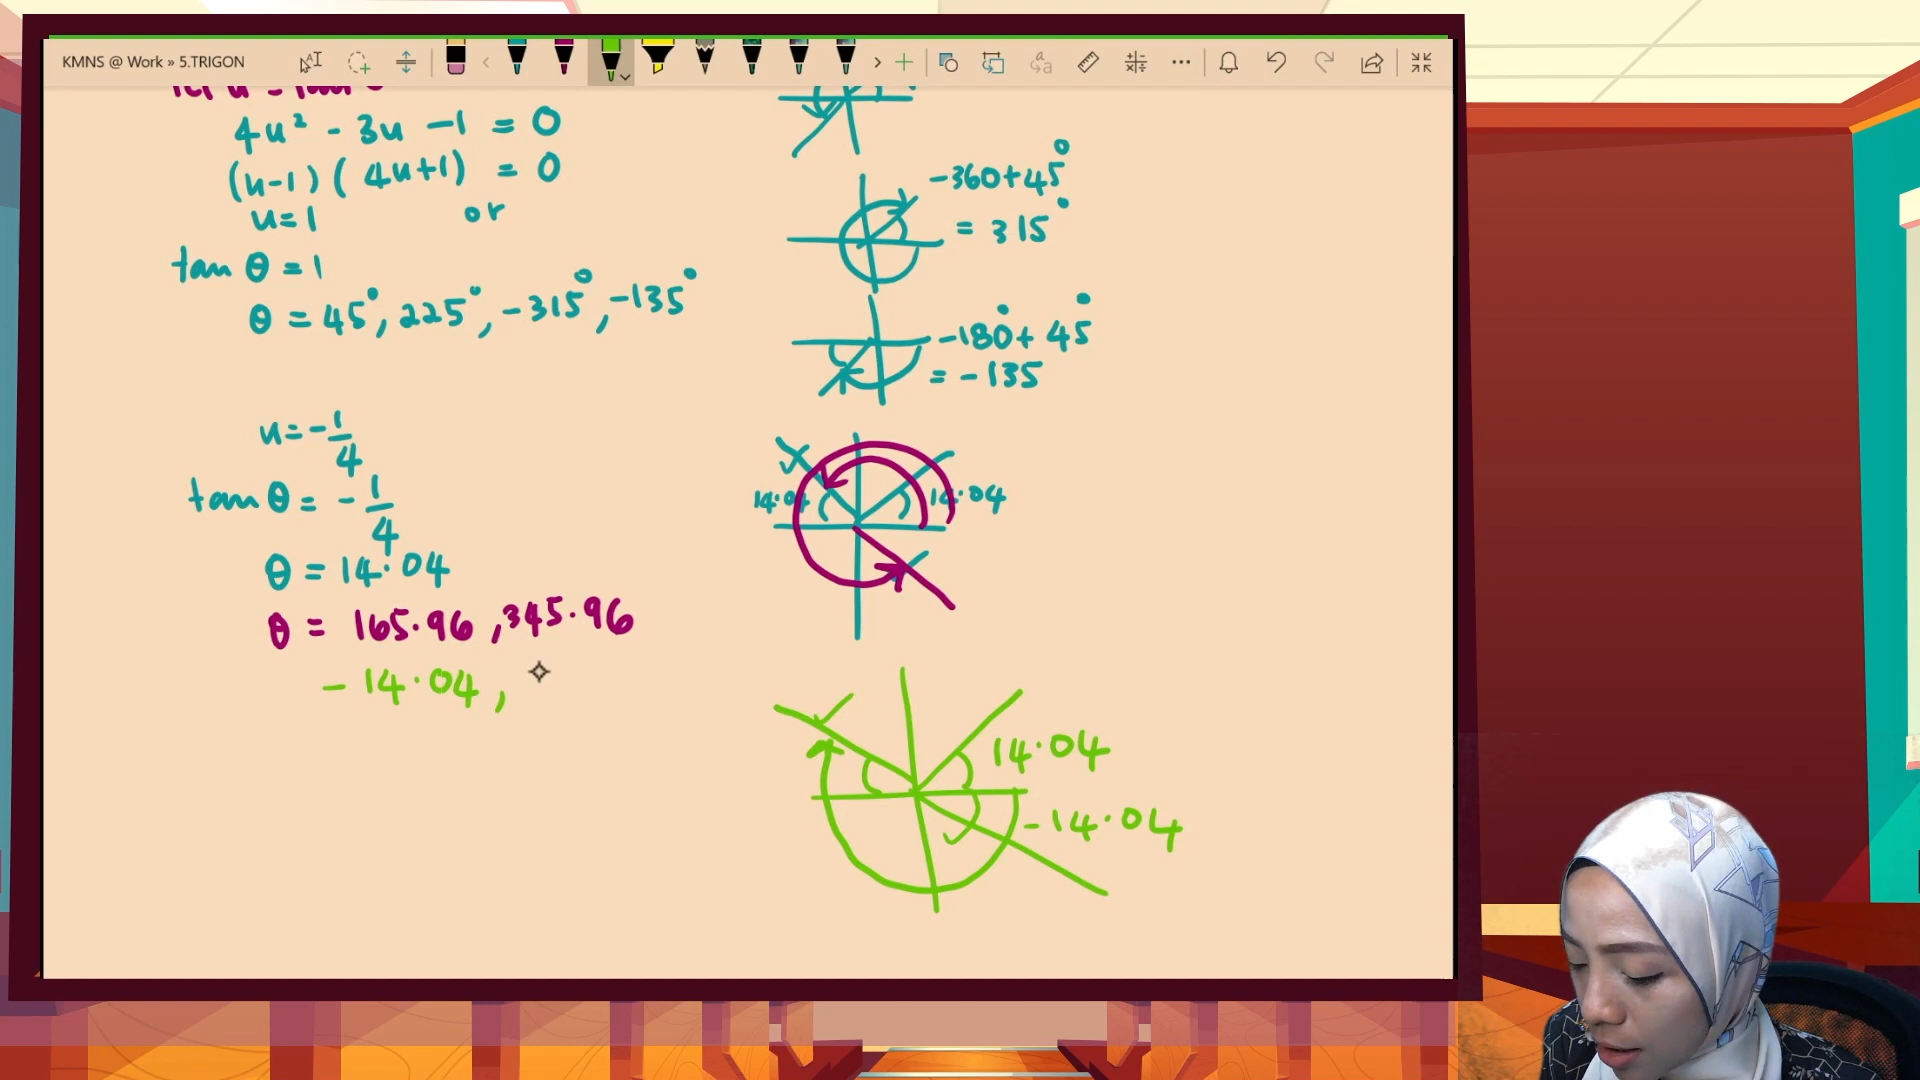 KMNS @ Work » 5.TRIGON
4u² - 3u - 1 = 0
(u-1)(4u+1) = 0
u=1 or
tan θ = 1
θ = 45°, 225°, -315°, -135°
u = -1/4
tan θ = -1/4
θ = 14.04
θ = 165.96, 345.96
-14.04,
-360+45°
= 315°
-180°+ 45°
= -135
14.04 14.04
14.04
-14.04